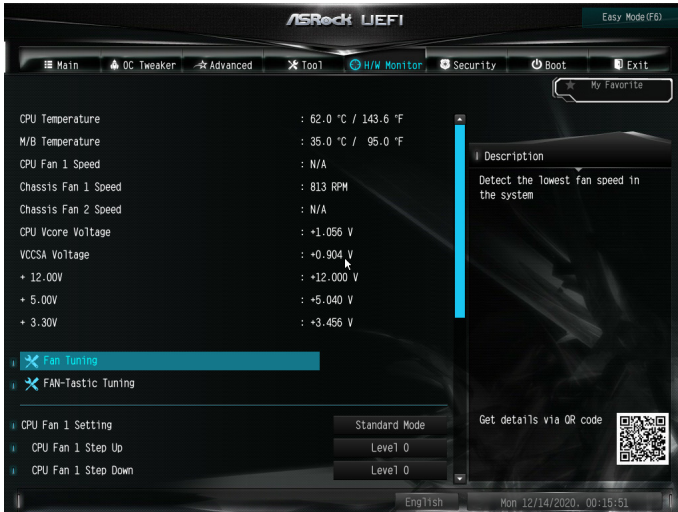 ASRock UEFI
Easy Mode(F6)
Main
OC Tweaker
Advanced
Tool
H/W Monitor
Security
Boot
Exit
My Favorite
CPU Temperature : 62.0 °C / 143.6 °F
M/B Temperature : 35.0 °C / 95.0 °F
CPU Fan 1 Speed : N/A
Chassis Fan 1 Speed : 813 RPM
Chassis Fan 2 Speed : N/A
CPU Vcore Voltage : +1.056 V
VCCSA Voltage : +0.904 V
+ 12.00V : +12.000 V
+ 5.00V : +5.040 V
+ 3.30V : +3.456 V
Fan Tuning
FAN-Tastic Tuning
CPU Fan 1 Setting Standard Mode
CPU Fan 1 Step Up Level 0
CPU Fan 1 Step Down Level 0
Description
Detect the lowest fan speed in
the system
Get details via QR code
English
Mon 12/14/2020. 00:15:51